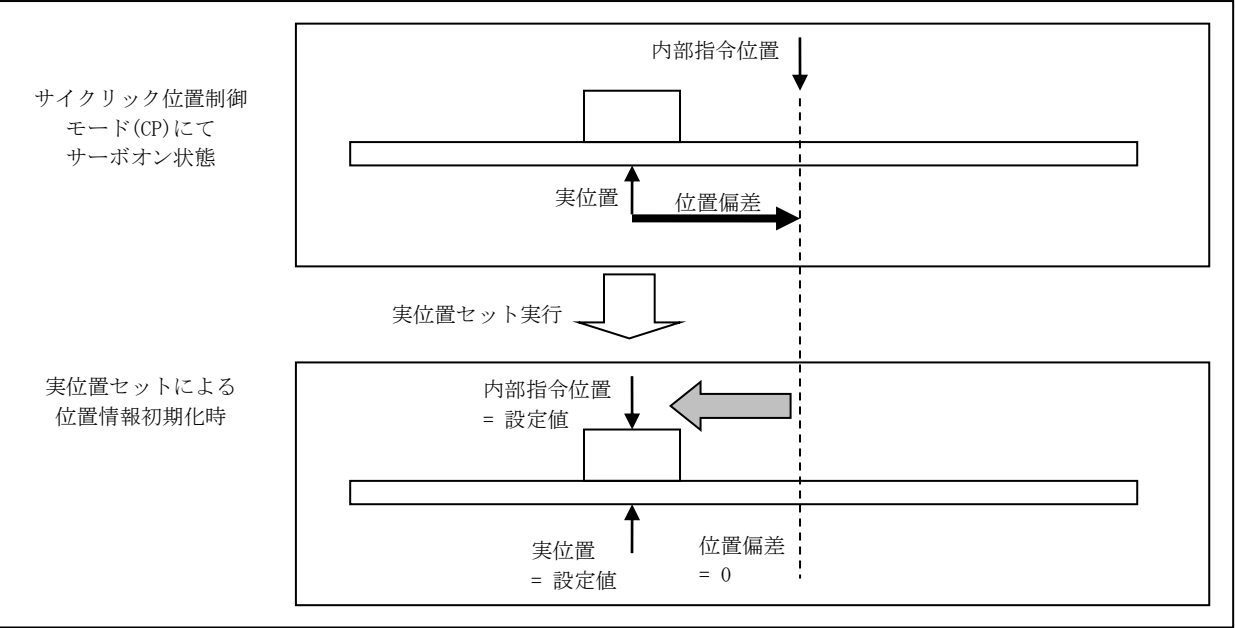 サイクリック位置制御
モード(CP)にて
サーボオン状態
内部指令位置
実位置
位置偏差
実位置セット実行
実位置セットによる
位置情報初期化時
内部指令位置
= 設定値
実位置
= 設定値
位置偏差
= 0